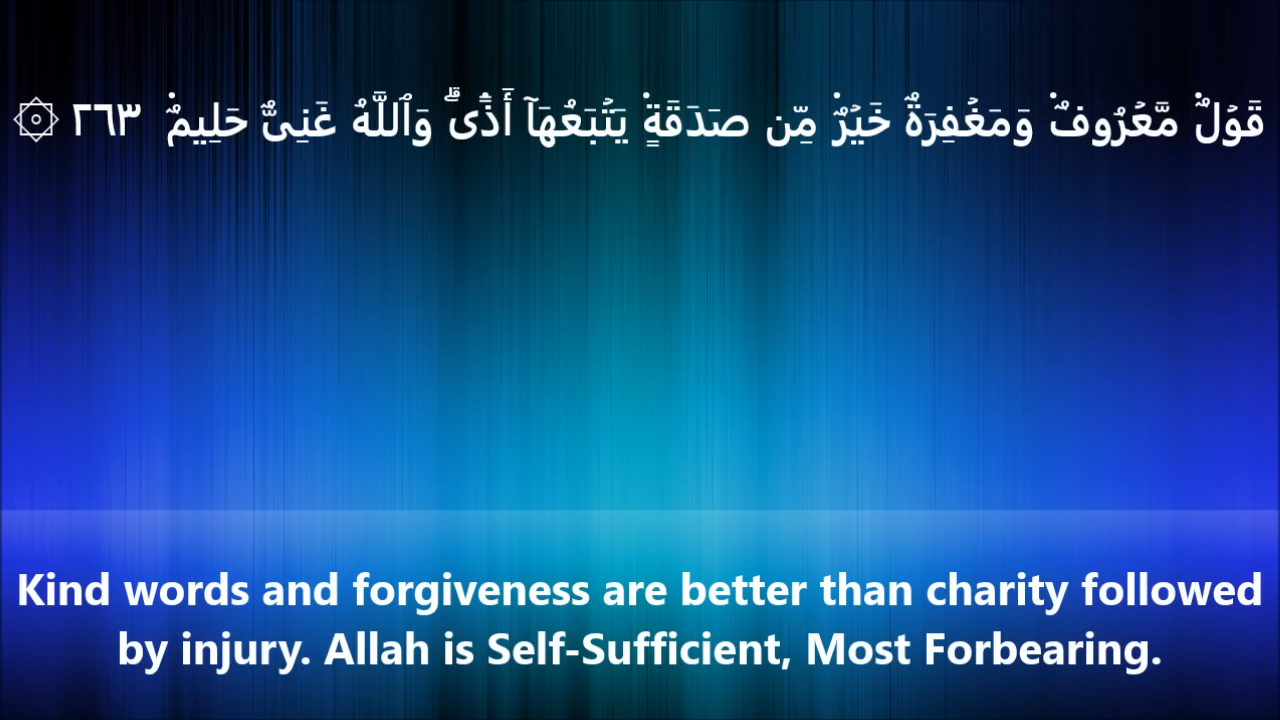 قَوْلٌ مَّعْرُوفٌ وَمَغْفِرَةٌ خَيْرٌ مِّن صَدَقَةٍ يَتْبَعُهَآ أَذًى ۗ وَٱللَّهُ غَنِىٌّ حَلِيمٌ ٢٦٣ ۞
Kind words and forgiveness are better than charity followed
by injury. Allah is Self-Sufficient, Most Forbearing.